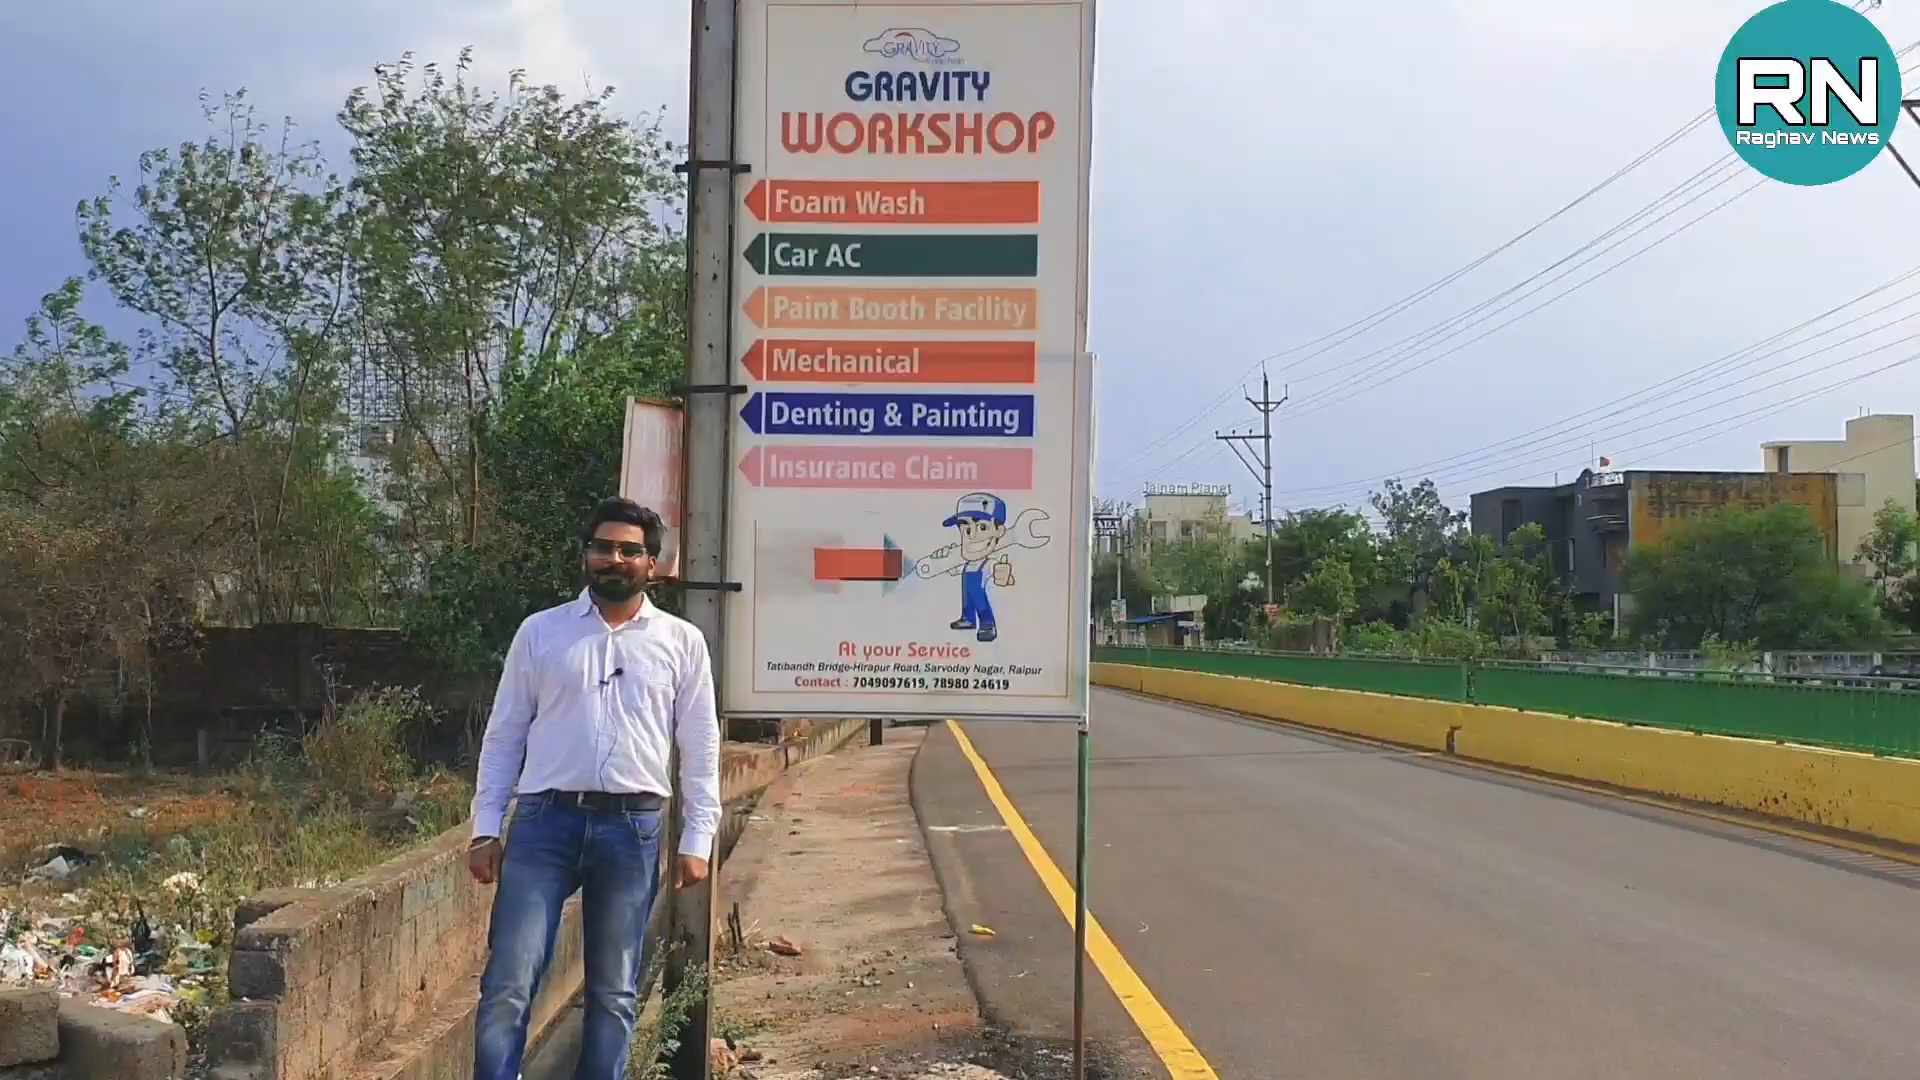 GRAVITY
GRAVITY
WORKSHOP
Foam Wash
Car AC
Paint Booth Facility
Mechanical
Denting & Painting
Insurance Claim
At your Service
Tatibandh Bridge-Hirapur Road, Sarvoday Nagar, Raipur
Contact : 7049097619, 78980 24619
Jainam Planet
RN
Raghav News